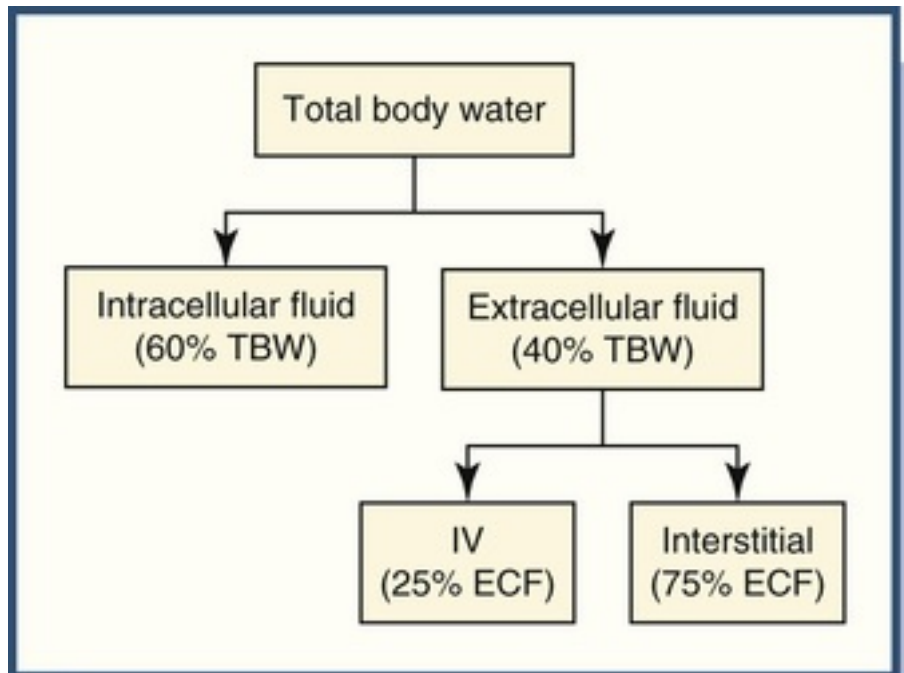 Total body water
Intracellular fluid
(60% TBW)
Extracellular fluid
(40% TBW)
IV
(25% ECF)
Interstitial
(75% ECF)